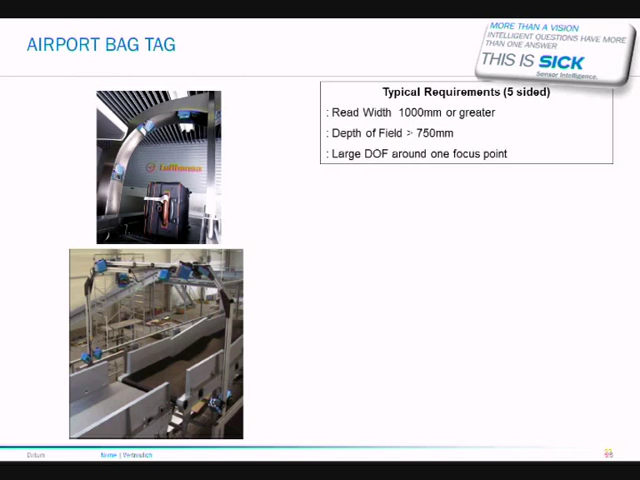 AIRPORT BAG TAG
MORE THAN A VISION
INTELLIGENT QUESTIONS HAVE MORE
THAN ONE ANSWER
THIS IS SICK
Sensor Intelligence.
Typical Requirements (5 sided)
: Read Width 1000mm or greater
: Depth of Field > 750mm
: Large DOF around one focus point
Lufthansa
Datum
Name | Vertraulich